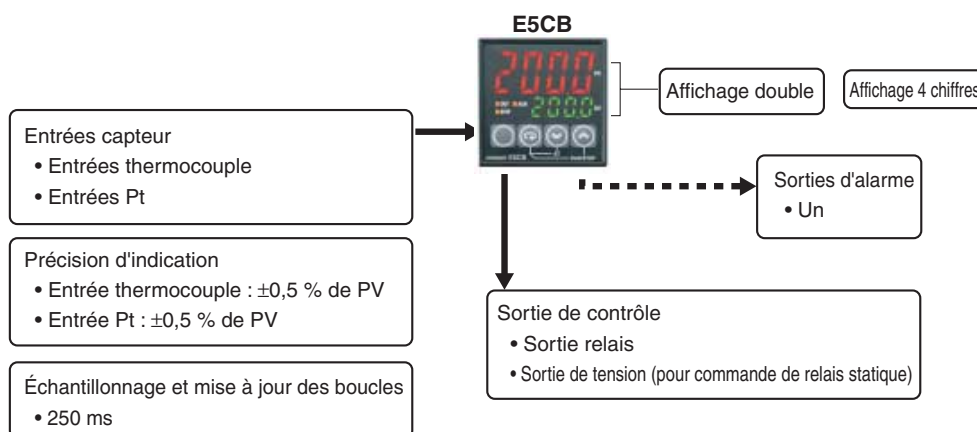 E5CB
2000
2000
Affichage double
Affichage 4 chiffres
Entrées capteur
• Entrées thermocouple
• Entrées Pt
Sorties d'alarme
• Un
Précision d'indication
• Entrée thermocouple : ±0,5 % de PV
• Entrée Pt : ±0,5 % de PV
Sortie de contrôle
• Sortie relais
• Sortie de tension (pour commande de relais statique)
Échantillonnage et mise à jour des boucles
• 250 ms